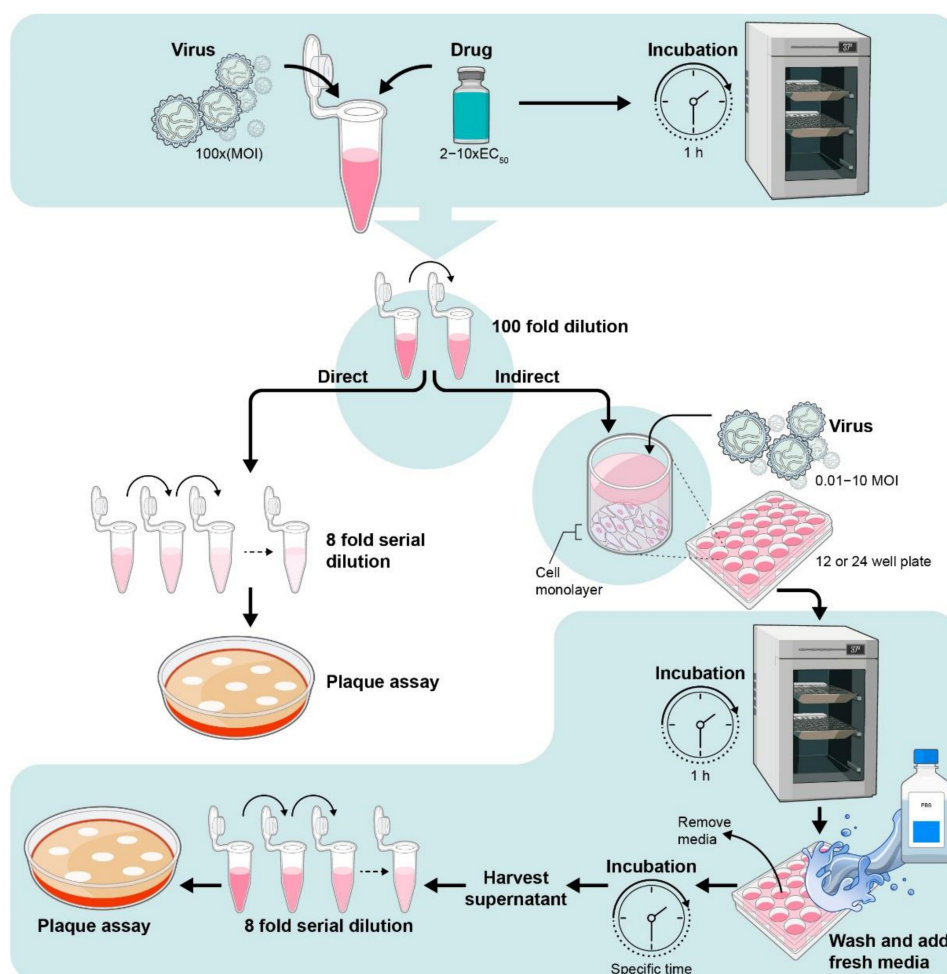 Virus
100x(MOI)
Drug
2–10xEC50
Incubation
1 h
37°
100 fold dilution
Direct
Indirect
Virus
0.01–10 MOI
8 fold serial
dilution
Cell
monolayer
12 or 24 well plate
Plaque assay
37°
Incubation
1 h
PBS
Remove
media
Wash and add
fresh media
Incubation
Specific time
Harvest
supernatant
8 fold serial dilution
Plaque assay